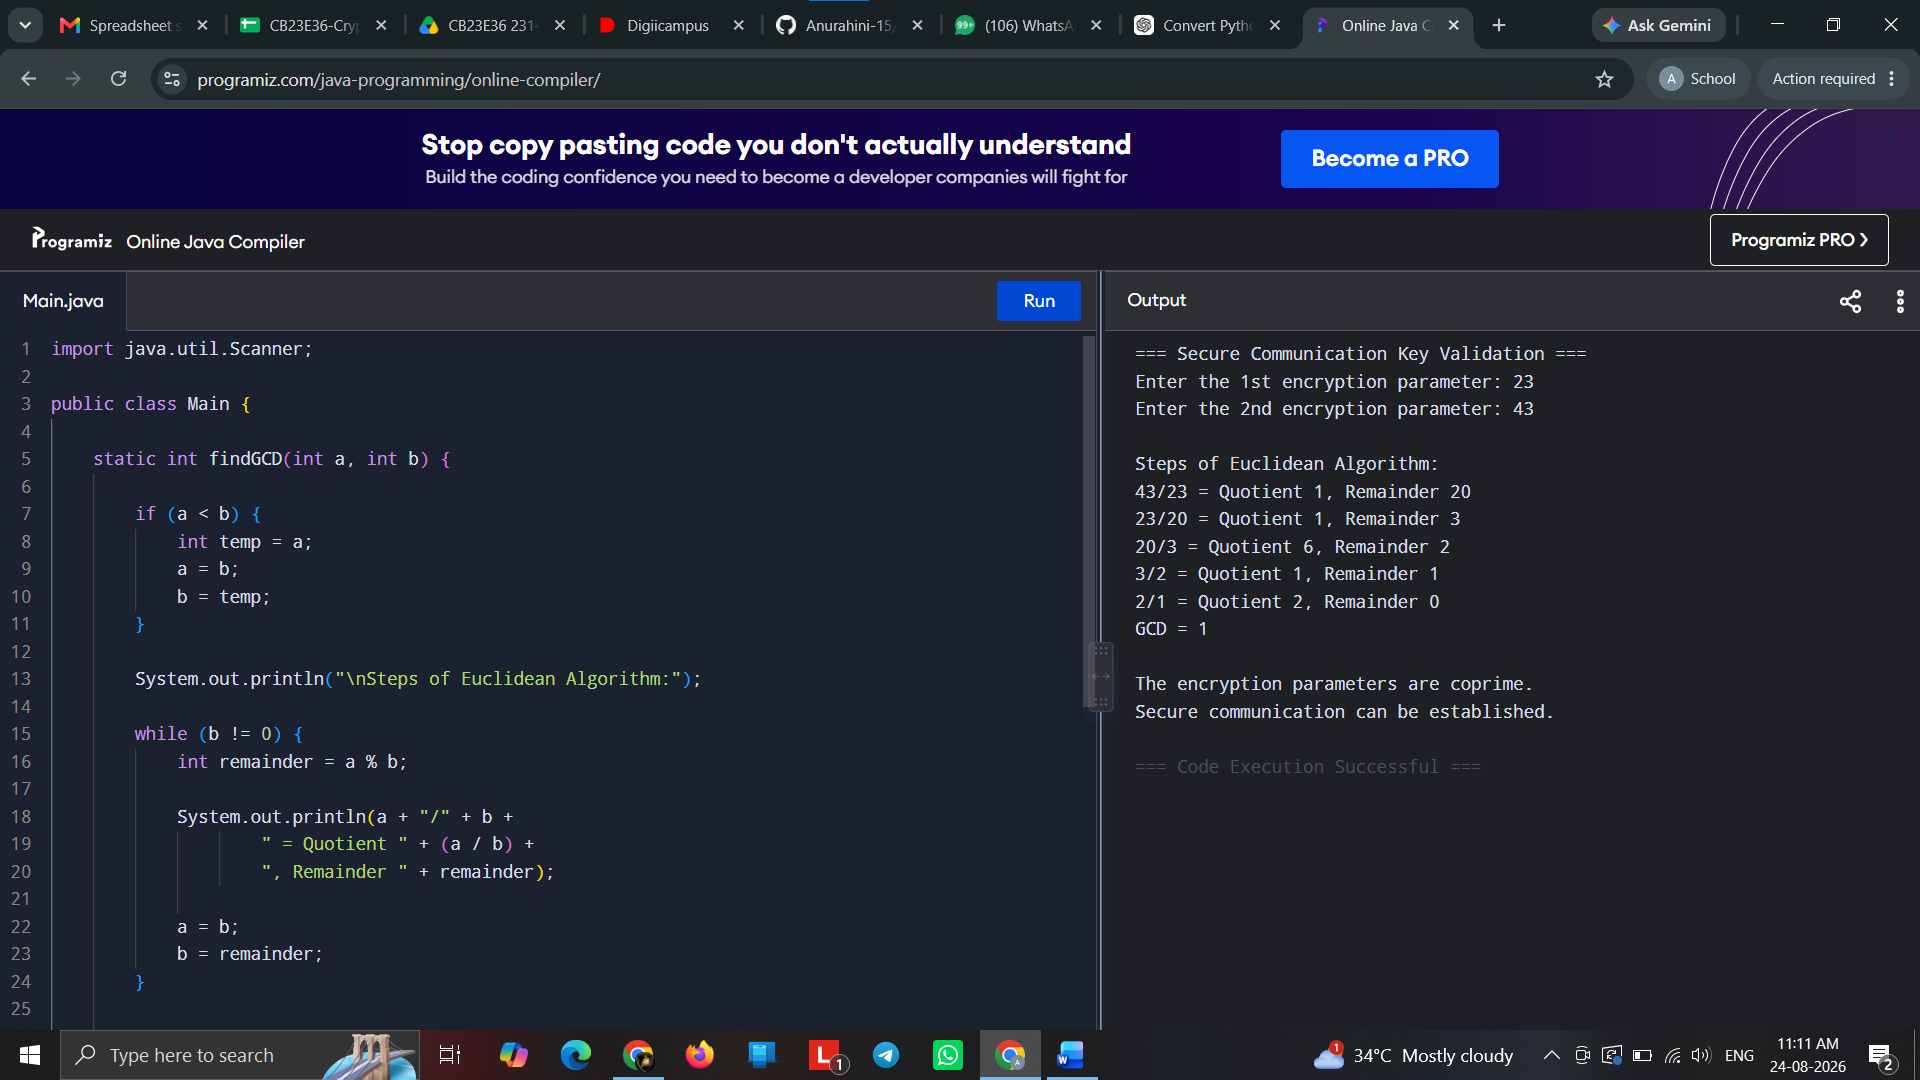 Spreadsheet s
CB23E36-Cry
CB23E36 231
Digiicampus
Anurahini-15/
99+
(106) WhatsA
Convert Pytho
Online Java C
Ask Gemini
programiz.com/java-programming/online-compiler/
A School
Action required
Stop copy pasting code you don't actually understand
Build the coding confidence you need to become a developer companies will fight for
Become a PRO
Programiz Online Java Compiler
Programiz PRO
Main.java
Run
1 import java.util.Scanner;
2
3 public class Main {
4
5 static int findGCD(int a, int b) {
6
7 if (a < b) {
8 int temp = a;
9 a = b;
10 b = temp;
11 }
12
13 System.out.println("\nSteps of Euclidean Algorithm:");
14
15 while (b != 0) {
16 int remainder = a % b;
17
18 System.out.println(a + "/" + b +
19 " = Quotient " + (a / b) +
20 ", Remainder " + remainder);
21
22 a = b;
23 b = remainder;
24 }
25
Output
=== Secure Communication Key Validation ===
Enter the 1st encryption parameter: 23
Enter the 2nd encryption parameter: 43
Steps of Euclidean Algorithm:
43/23 = Quotient 1, Remainder 20
23/20 = Quotient 1, Remainder 3
20/3 = Quotient 6, Remainder 2
3/2 = Quotient 1, Remainder 1
2/1 = Quotient 2, Remainder 0
GCD = 1
The encryption parameters are coprime.
Secure communication can be established.
=== Code Execution Successful ===
Type here to search
L 1
1
34°C Mostly cloudy
ENG
11:11 AM
24-08-2026
2